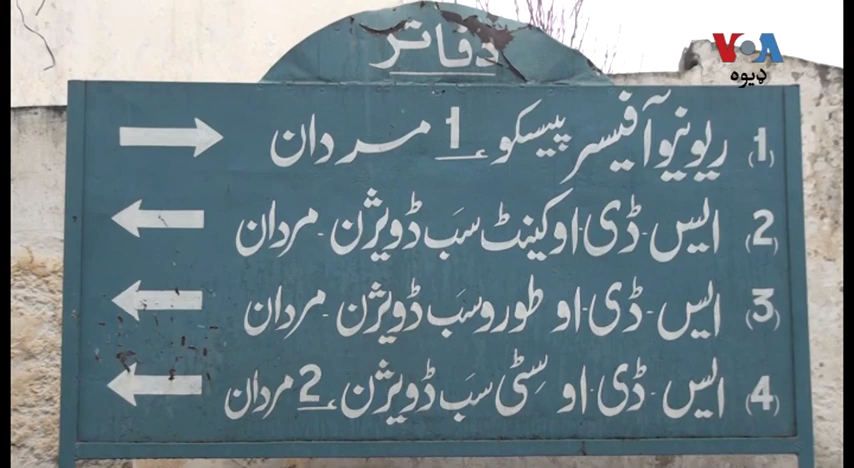 VOA
ډیوه
دفاتر
(1) ریونیو آفیسر پیسکو 1 مردان
(2) ایس۔ڈی۔او کینٹ سب ڈویژن۔ مردان
(3) ایس۔ڈی۔او طورو سب ڈویژن۔ مردان
(4) ایس۔ڈی۔او سٹی سب ڈویژن 2 مردان